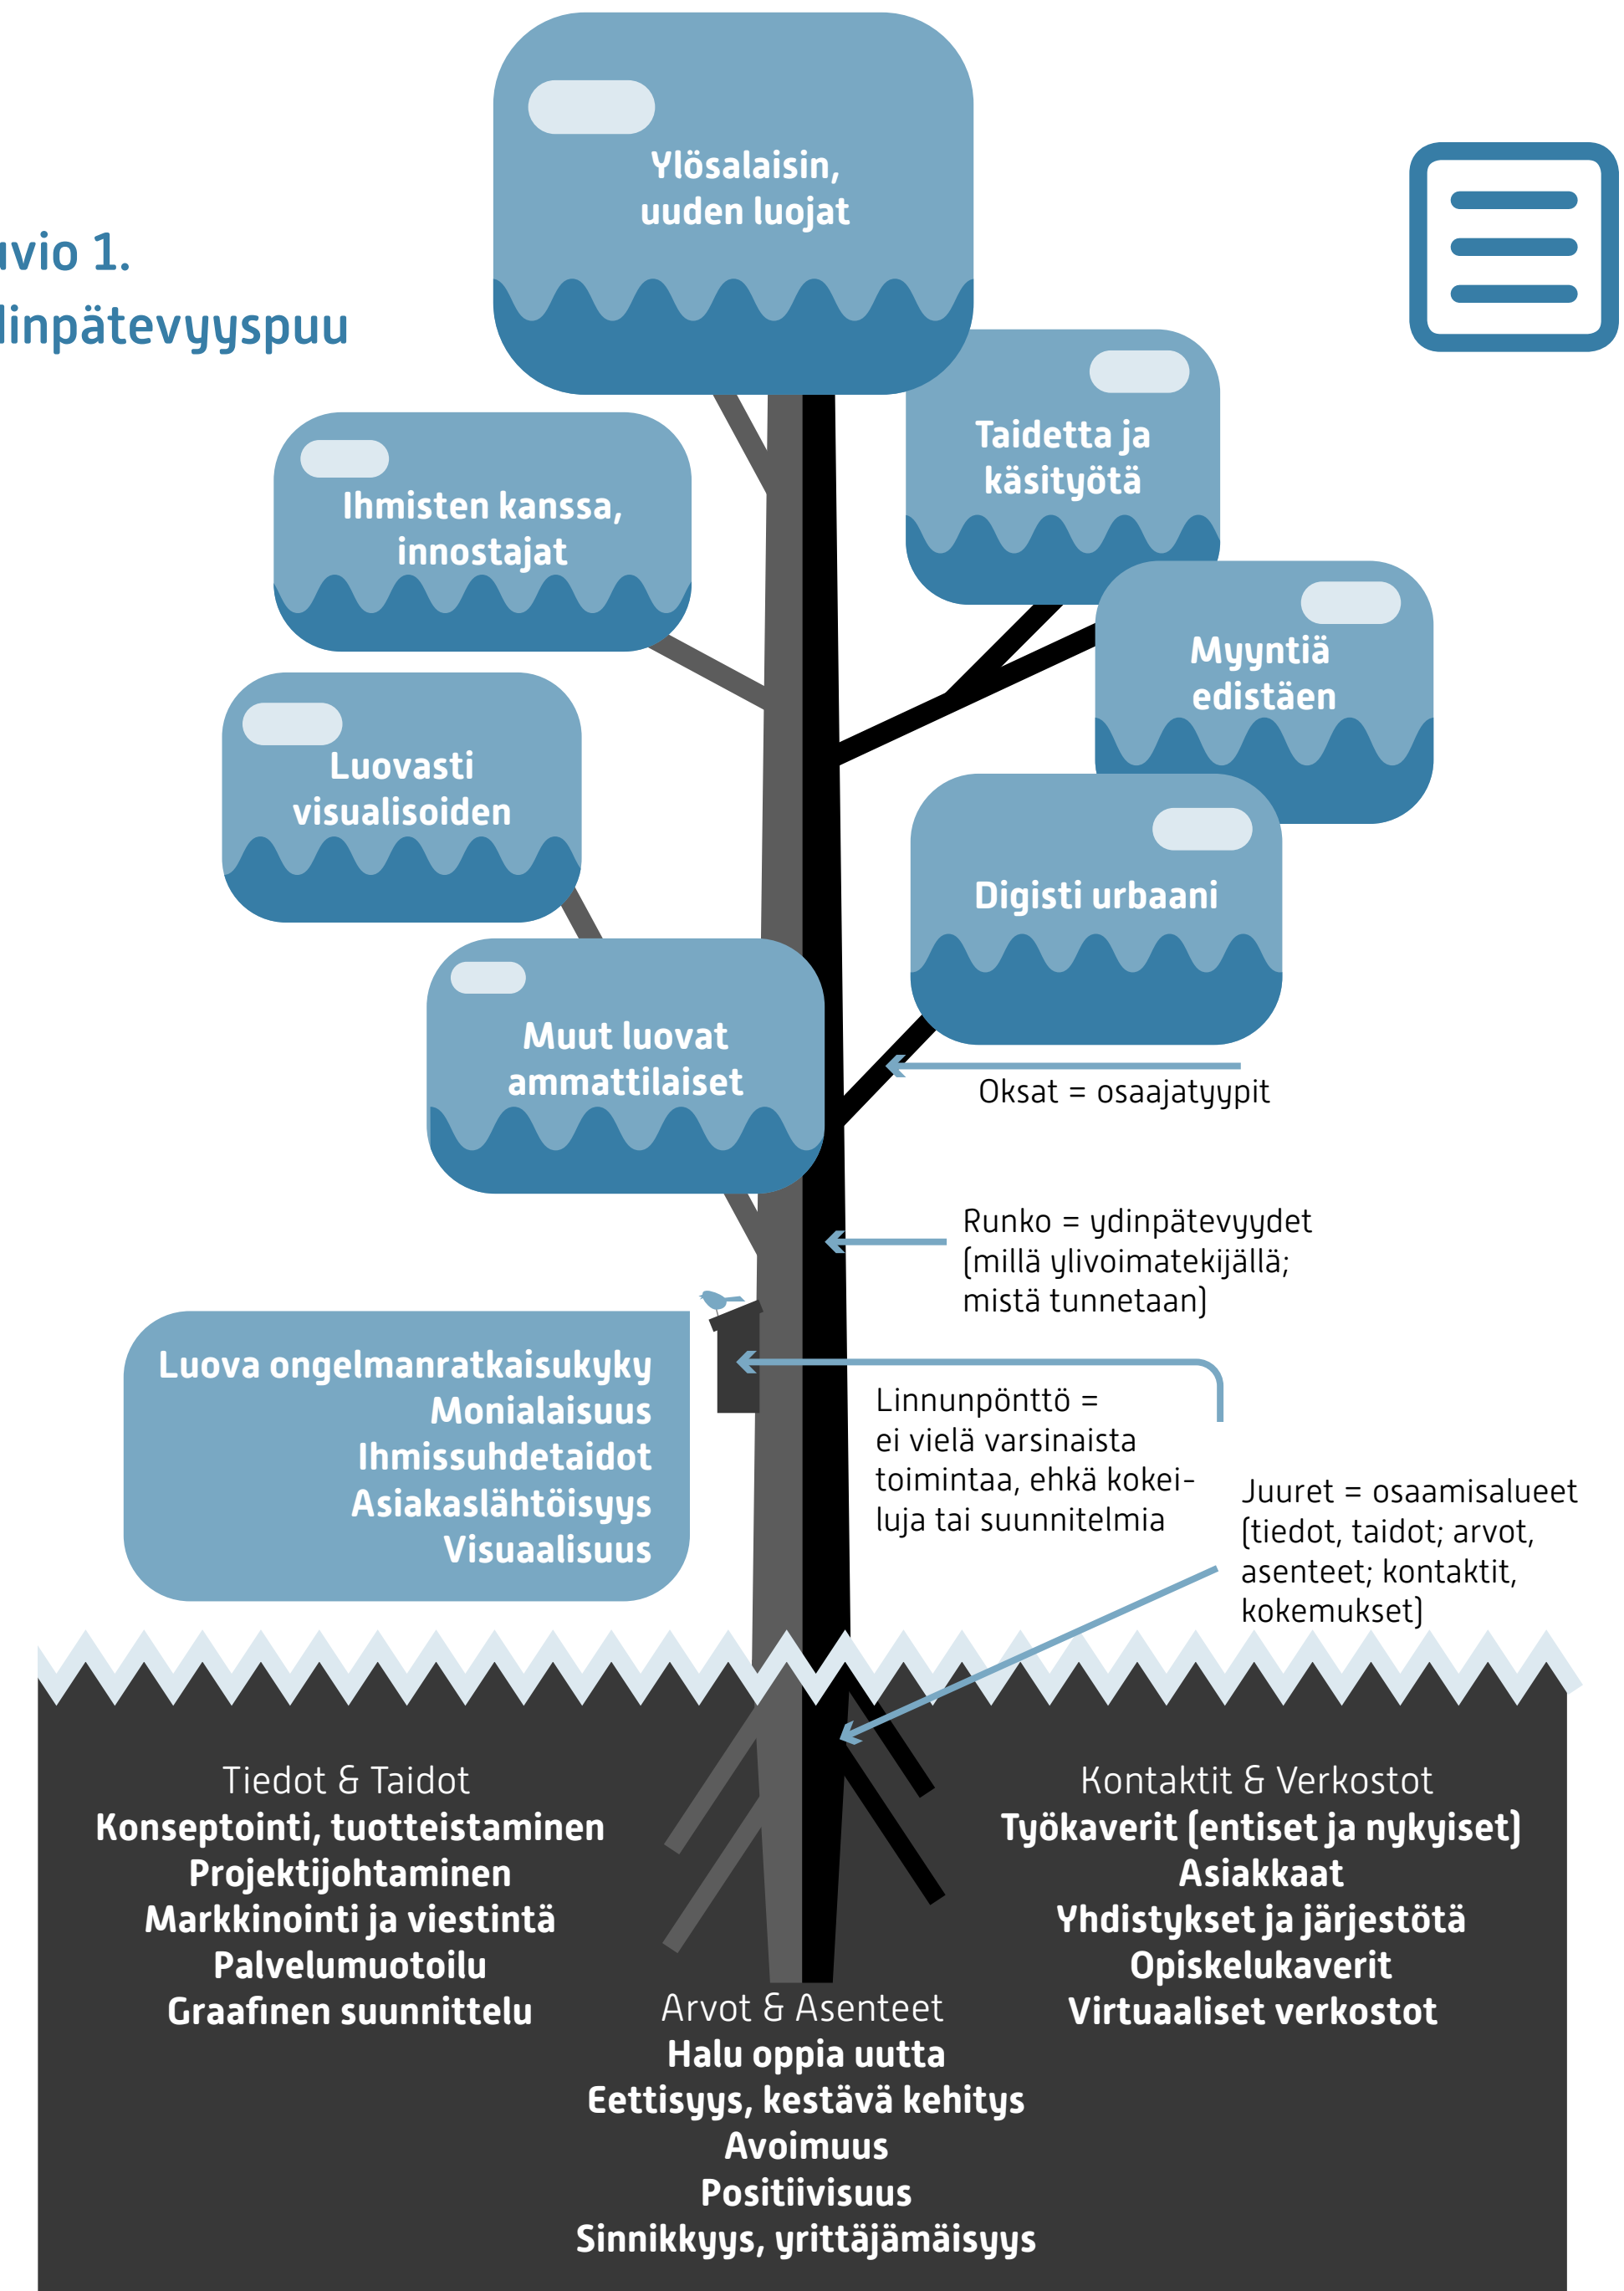 vio 1.
inpätevyyspuu
Ylösalaisin,
uuden luojat
Taidetta ja
käsityötä
Ihmisten kanssa,
innostajat
Myyntiä
edistäen
Luovasti
visualisoiden
Digisti urbaani
Muut luovat
ammattilaiset
Oksat = osaajatyypit
Runko = ydinpätevyydet
(millä ylivoimatekijällä;
mistä tunnetaan)
Luova ongelmanratkaisukyky
Monialaisuus
Ihmissuhdetaidot
Asiakaslähtöisyys
Visuaalisuus
Linnunpönttö =
ei vielä varsinaista
toimintaa, ehkä kokei-
luja tai suunnitelmia
Juuret = osaamisalueet
(tiedot, taidot; arvot,
asenteet; kontaktit,
kokemukset)
Tiedot & Taidot
Konseptointi, tuotteistaminen
Projektijohtaminen
Markkinointi ja viestintä
Palvelumuotoilu
Graafinen suunnittelu
Kontaktit & Verkostot
Työkaverit (entiset ja nykyiset)
Asiakkaat
Yhdistykset ja järjestötä
Opiskelukaverit
Virtuaaliset verkostot
Arvot & Asenteet
Halu oppia uutta
Eettisyys, kestävä kehitys
Avoimuus
Positiivisuus
Sinnikkyys, yrittäjämäisyys